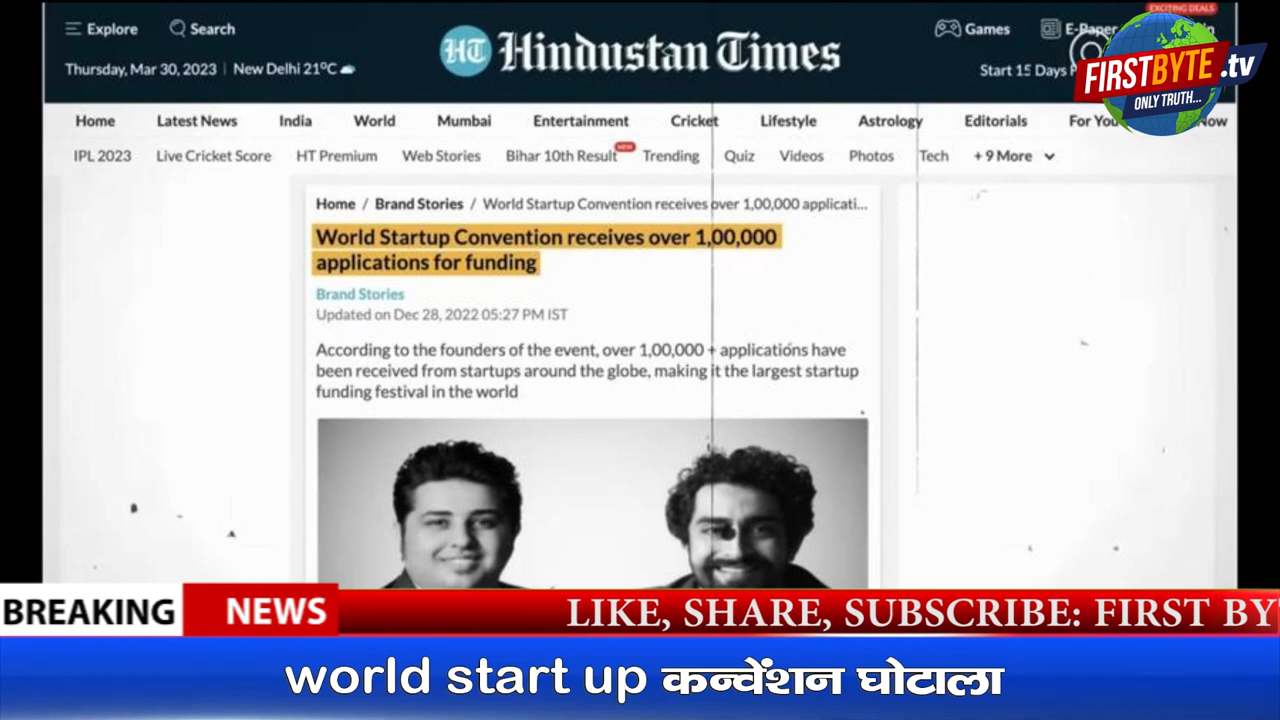 EXCITING DEALS
Explore Search Games E-Paper
HT Hindustan Times
Thursday, Mar 30, 2023 New Delhi 21°C Start 15 Days
FIRSTBYTE.tv
ONLY TRUTH...
Home Latest News India World Mumbai Entertainment Cricket Lifestyle Astrology Editorials For You Now
IPL 2023 Live Cricket Score HT Premium Web Stories Bihar 10th Result NEW Trending Quiz Videos Photos Tech + 9 More
Home / Brand Stories / World Startup Convention receives over 1,00,000 applicati...
World Startup Convention receives over 1,00,000
applications for funding
Brand Stories
Updated on Dec 28, 2022 05:27 PM IST
According to the founders of the event, over 1,00,000 + applications have
been received from startups around the globe, making it the largest startup
funding festival in the world
BREAKING NEWS LIKE, SHARE, SUBSCRIBE: FIRST BY
world start up कन्वेंशन घोटाला